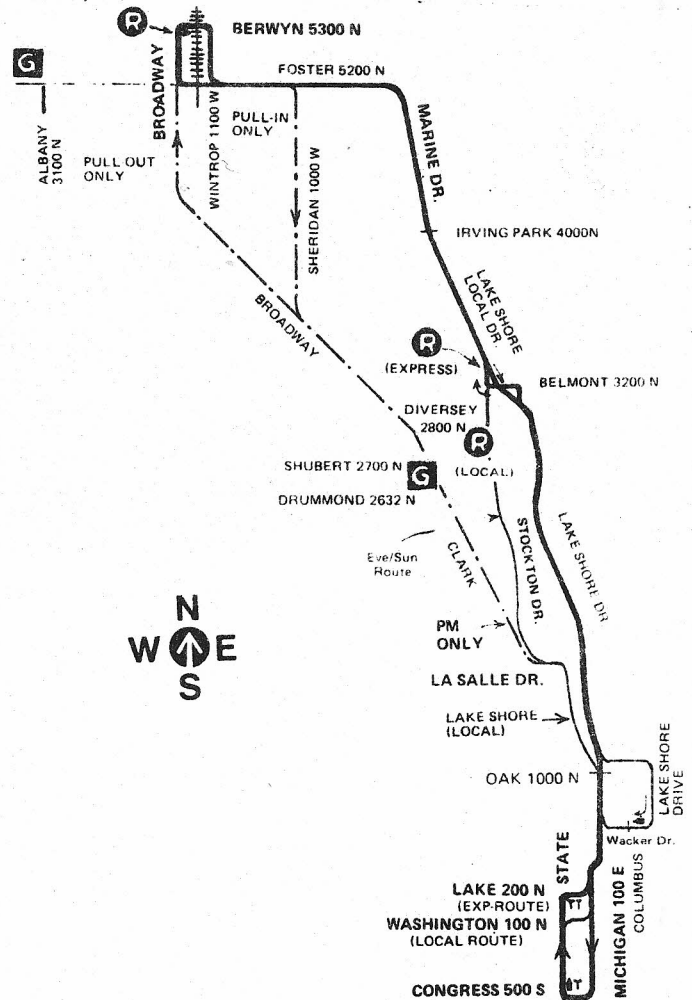 R
BERWYN 5300 N
G
FOSTER 5200 N
BROADWAY
ALBANY
3100 N
PULL OUT
ONLY
WINTROP 1100 W
PULL-IN
ONLY
SHERIDAN 1000 W
MARINE DR.
IRVING PARK 4000N
LAKE SHORE
LOCAL DR.
BROADWAY
R
(EXPRESS)
BELMONT 3200 N
DIVERSEY
2800 N
R
(LOCAL)
SHUBERT 2700 N
G
DRUMMOND 2632 N
Eve/Sun
Route
CLARK
STOCKTON DR.
LAKE SHORE DR
N
W E
S
PM
ONLY
LA SALLE DR.
LAKE SHORE
(LOCAL)
OAK 1000 N
LAKE SHORE
DRIVE
Wacker Dr.
STATE
MICHIGAN 100 E
COLUMBUS
LAKE 200 N
(EXP-ROUTE)
WASHINGTON 100 N
(LOCAL ROUTE)
CONGRESS 500 S